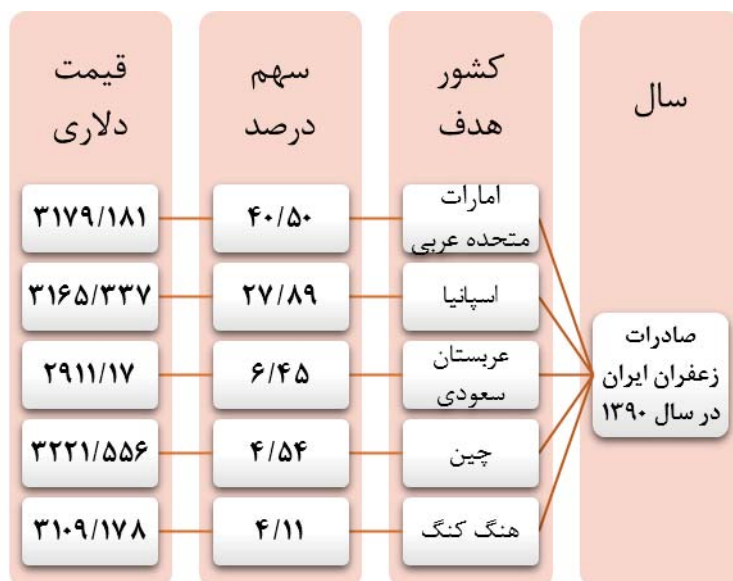 سال
کشور
هدف
سهم
درصد
قیمت
دلاری
صادرات
زعفران ایران
در سال ۱۳۹۰
امارات
متحده عربی
۴۰/۵۰
۳۱۷۹/۱۸۱
اسپانیا
۲۷/۸۹
۳۱۶۵/۳۳۷
عربستان
سعودی
۶/۴۵
۲۹۱۱/۱۷
چین
۴/۵۴
۳۲۲۱/۵۵۶
هنگ کنگ
۴/۱۱
۳۱۰۹/۱۷۸